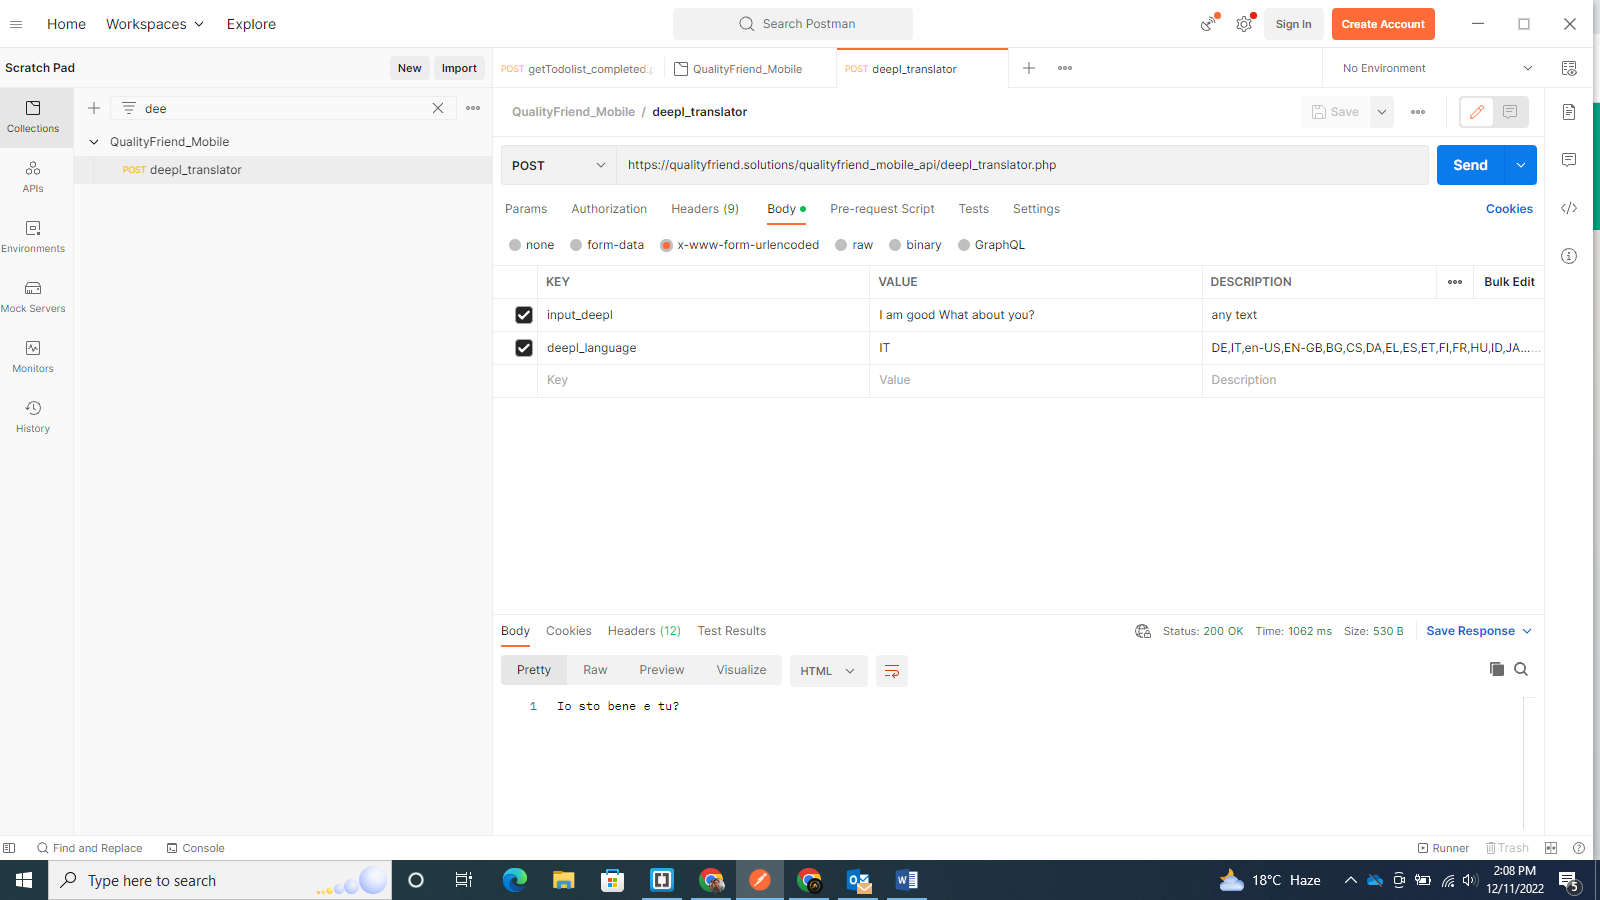 Home Workspaces Explore Search Postman Sign In Create Account
Scratch Pad New Import POST getTodolist_completed.p QualityFriend_Mobile POST deepl_translator No Environment
dee
QualityFriend_Mobile / deepl_translator Save
Collections
QualityFriend_Mobile
POST deepl_translator
POST https://qualityfriend.solutions/qualityfriend_mobile_api/deepl_translator.php Send
APIs
Params Authorization Headers (9) Body Pre-request Script Tests Settings Cookies
Environments
none form-data x-www-form-urlencoded raw binary GraphQL
KEY VALUE DESCRIPTION Bulk Edit
Mock Servers
input_deepl I am good What about you? any text
deepl_language IT DE,IT,en-US,EN-GB,BG,CS,DA,EL,ES,ET,FI,FR,HU,ID,JA......
Monitors
Key Value Description
History
Body Cookies Headers (12) Test Results Status: 200 OK Time: 1062 ms Size: 530 B Save Response
Pretty Raw Preview Visualize HTML
1 Io sto bene e tu?
Find and Replace Console Runner Trash
Type here to search 18°C Haze 2:08 PM
12/11/2022 5